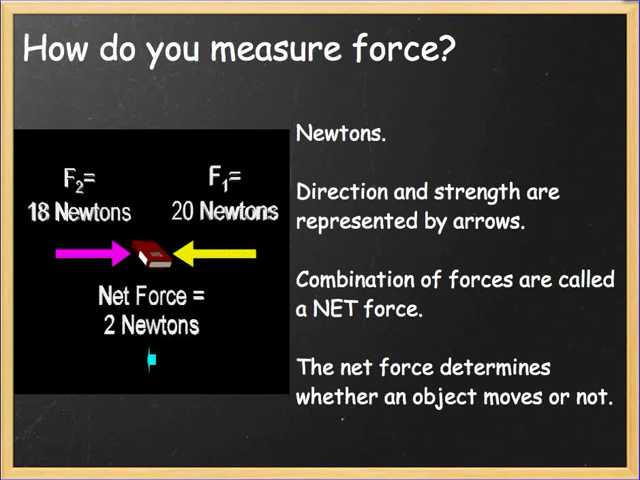 How do you measure force?
F2=
18 Newtons
F1=
20 Newtons
Net Force =
2 Newtons
Newtons.
Direction and strength are
represented by arrows.
Combination of forces are called
a NET force.
The net force determines
whether an object moves or not.